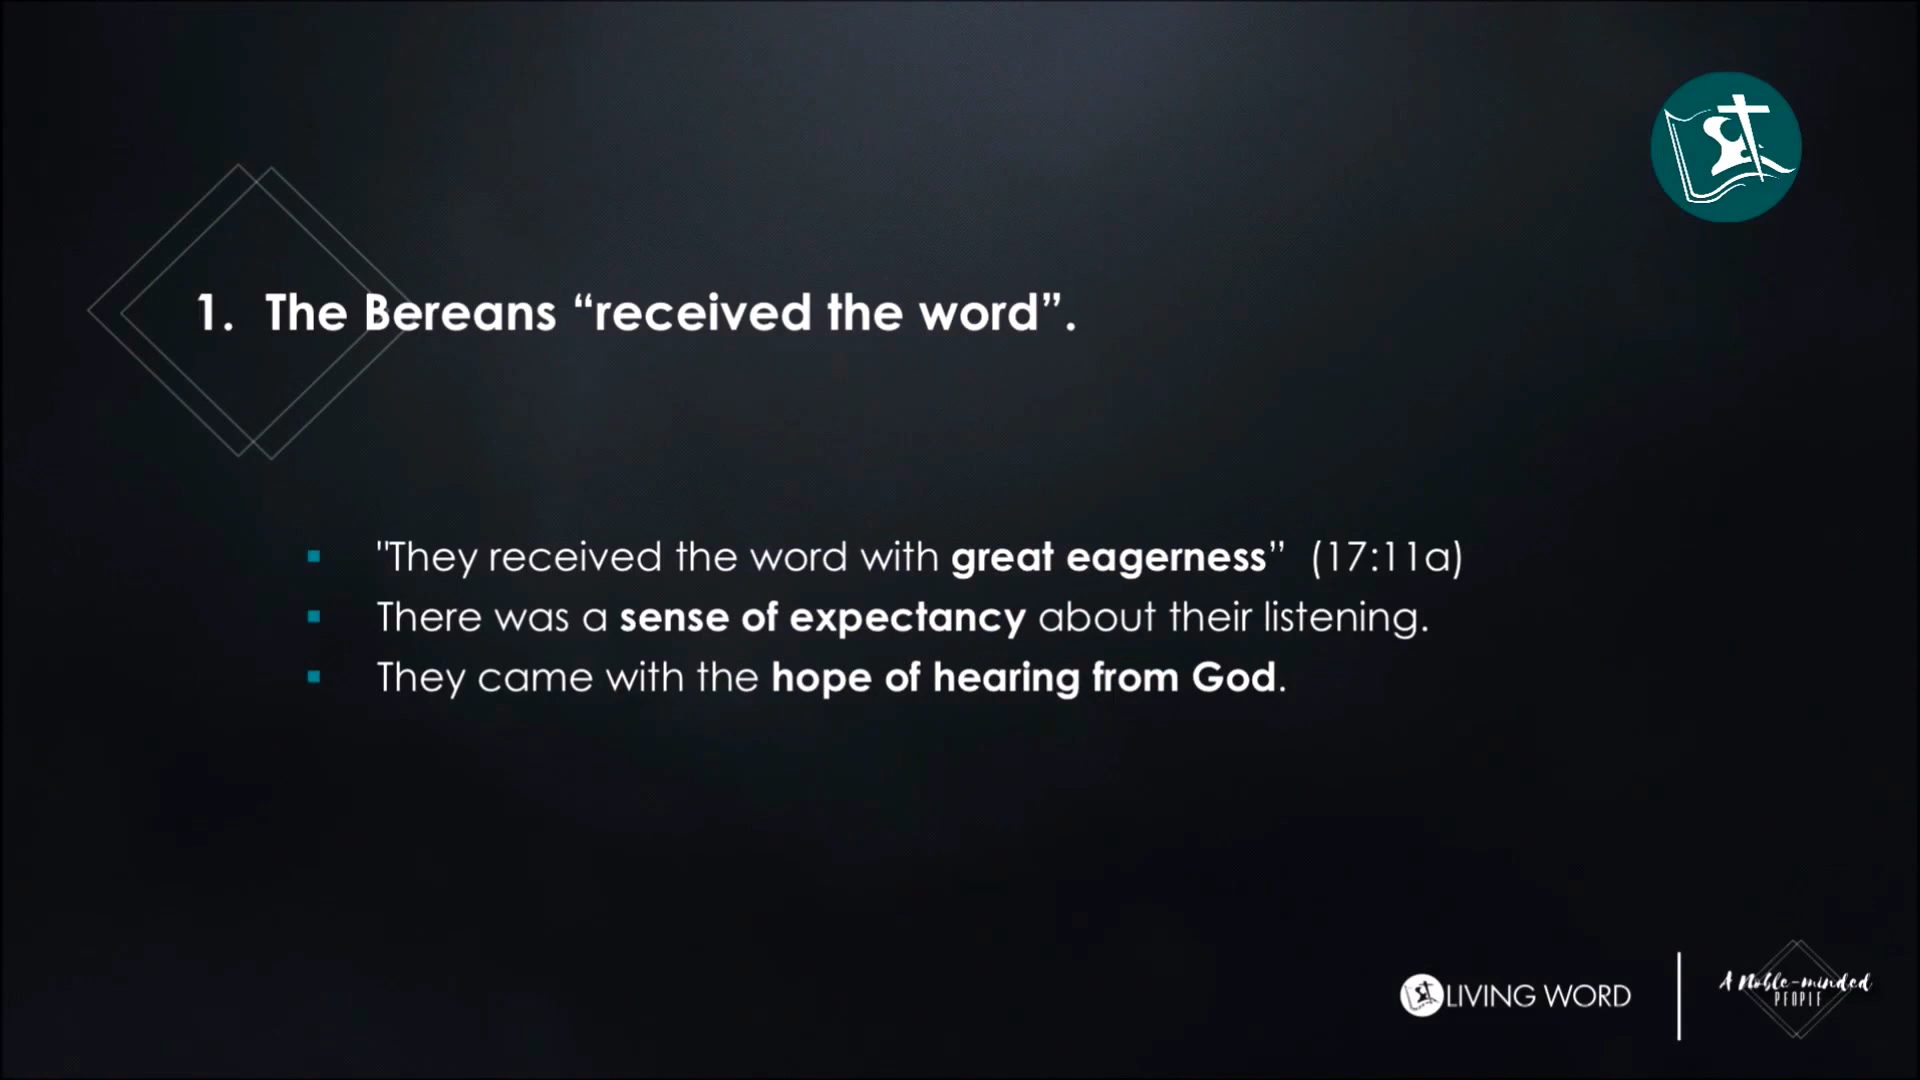 1. The Bereans “received the word”.
▪ "They received the word with great eagerness” (17:11a)
▪ There was a sense of expectancy about their listening.
▪ They came with the hope of hearing from God.
LIVING WORD
A Noble-minded
PEOPLE